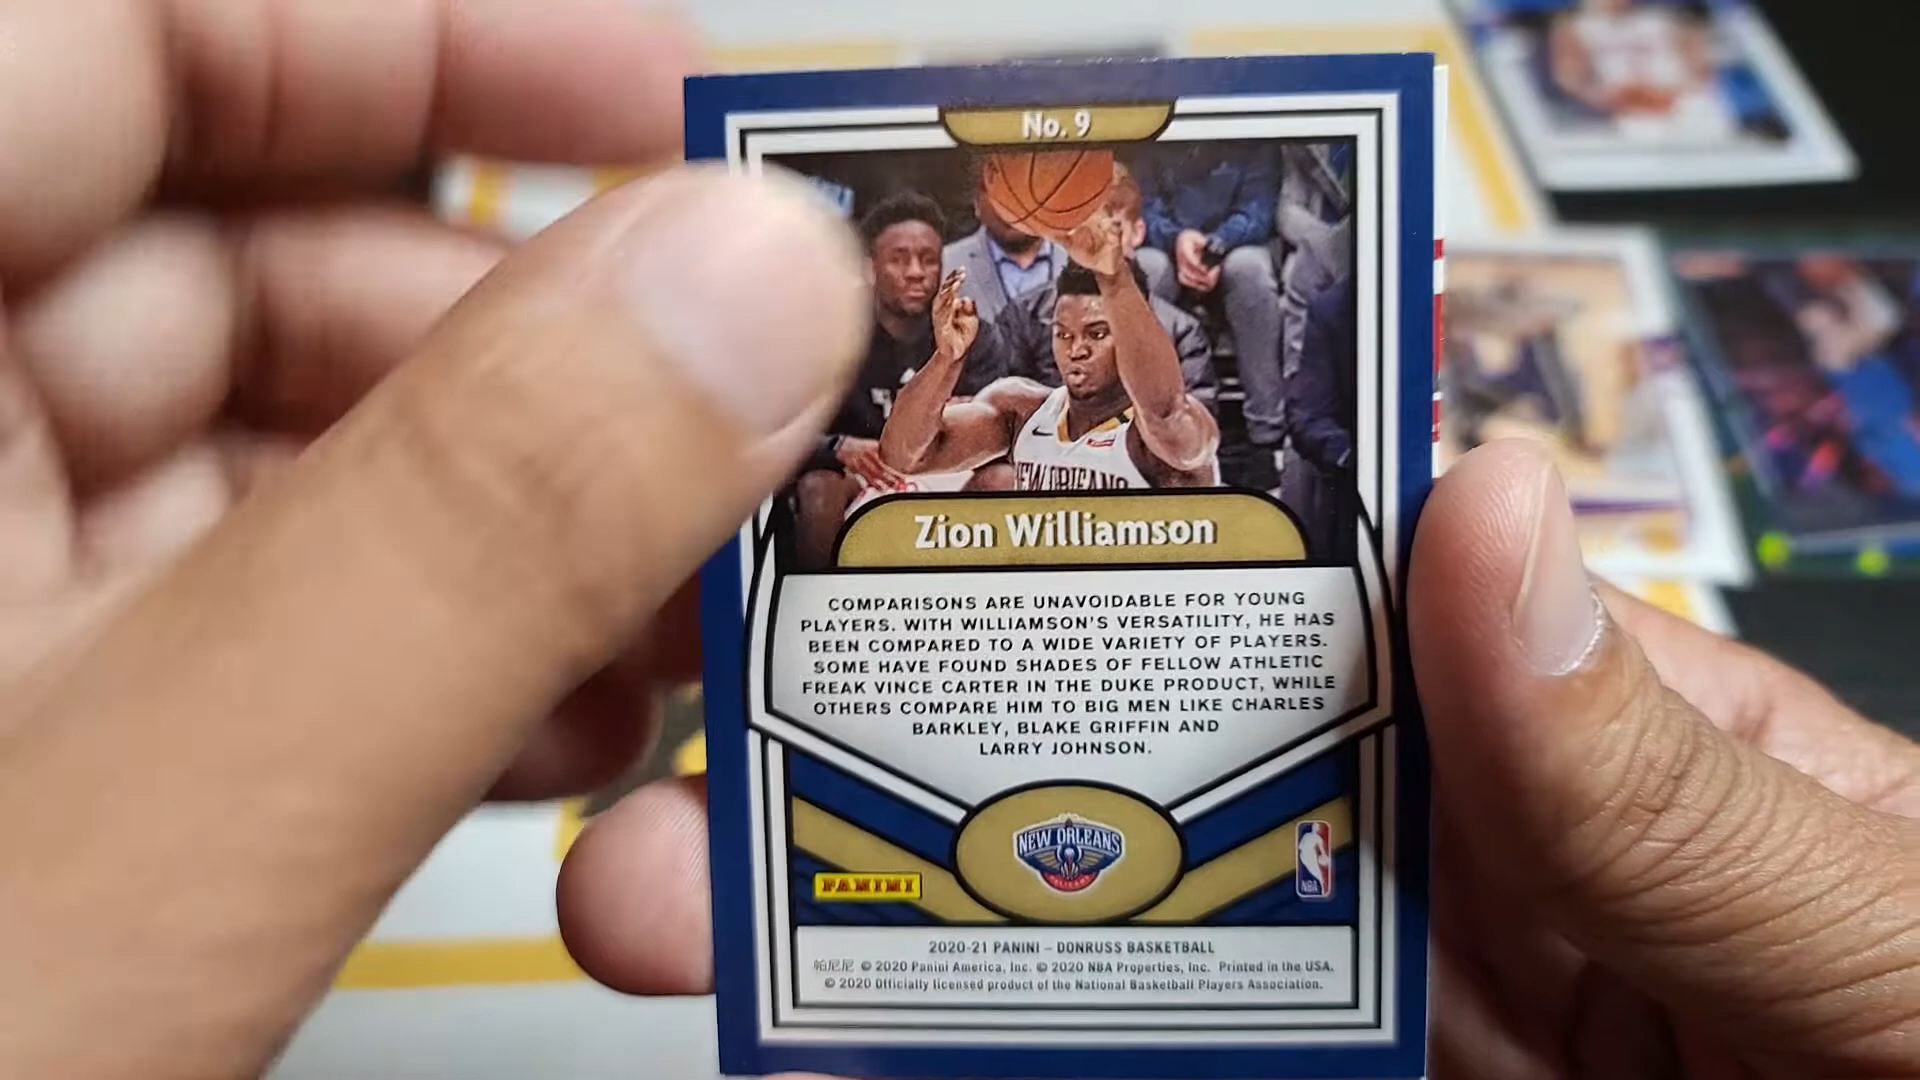 No. 9
NEW ORLEANS
Zion Williamson
COMPARISONS ARE UNAVOIDABLE FOR YOUNG
PLAYERS. WITH WILLIAMSON'S VERSATILITY, HE HAS
BEEN COMPARED TO A WIDE VARIETY OF PLAYERS.
SOME HAVE FOUND SHADES OF FELLOW ATHLETIC
FREAK VINCE CARTER IN THE DUKE PRODUCT, WHILE
OTHERS COMPARE HIM TO BIG MEN LIKE CHARLES
BARKLEY, BLAKE GRIFFIN AND
LARRY JOHNSON.
NEW ORLEANS
PELICANS
PANINI
NBA
2020-21 PANINI – DONRUSS BASKETBALL
帕尼尼 © 2020 Panini America, Inc. © 2020 NBA Properties, Inc. Printed in the USA.
© 2020 Officially licensed product of the National Basketball Players Association.